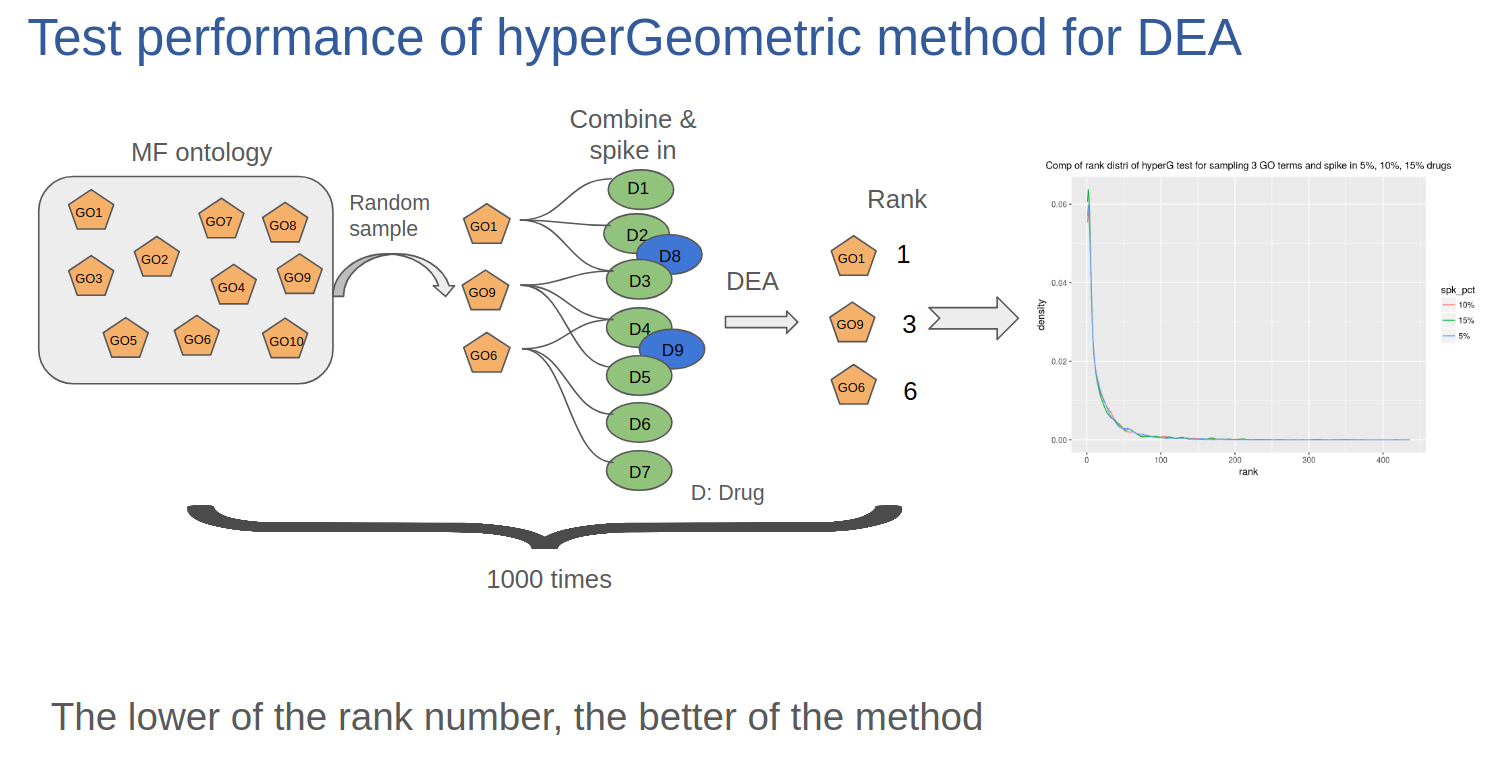 Test performance of hyperGeometric method for DEA
MF ontology
GO1
GO7
GO8
GO2
GO3
GO4
GO9
GO5
GO6
GO10
Random
sample
GO1
GO9
GO6
Combine &
spike in
D1
D2
D8
D3
D4
D9
D5
D6
D7
D: Drug
DEA
Rank
GO1 1
GO9 3
GO6 6
1000 times
Comp of rank distri of hyperG test for sampling 3 GO terms and spike in 5%, 10%, 15% drugs
density
0.06
0.04
0.02
0.00
0 100 200 300 400
rank
spk_pct
10%
15%
5%
The lower of the rank number, the better of the method